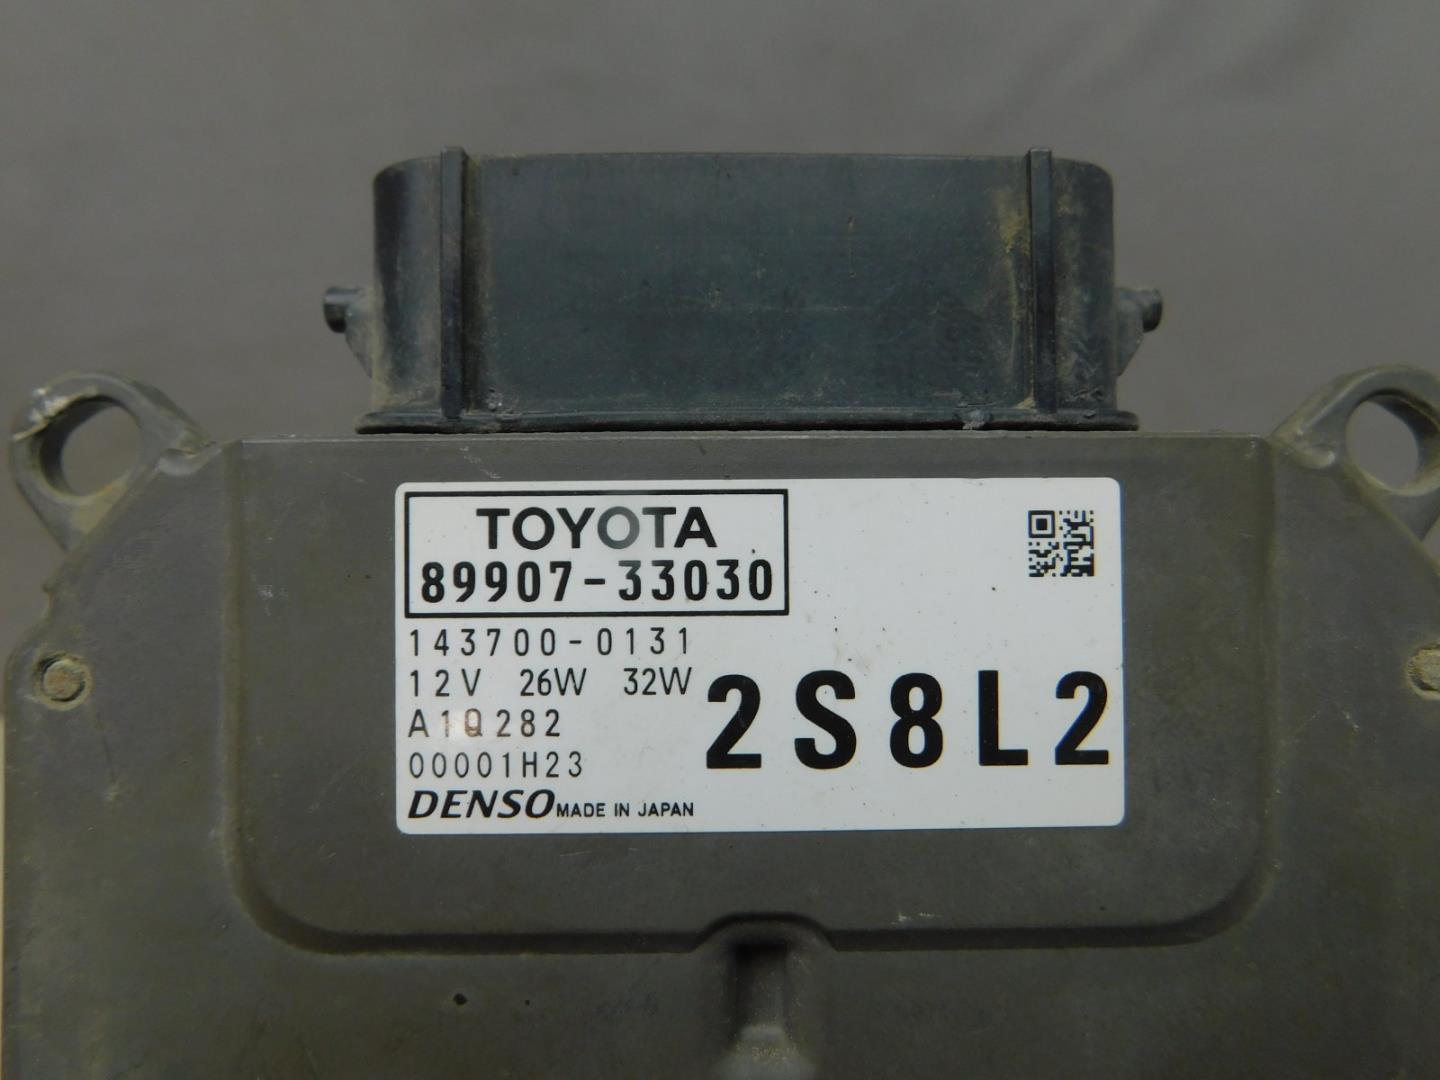 TOYOTA
89907-33030
143700-0131
12V 26W 32W
A1Q282
00001H23
2S8L2
DENSO MADE IN JAPAN